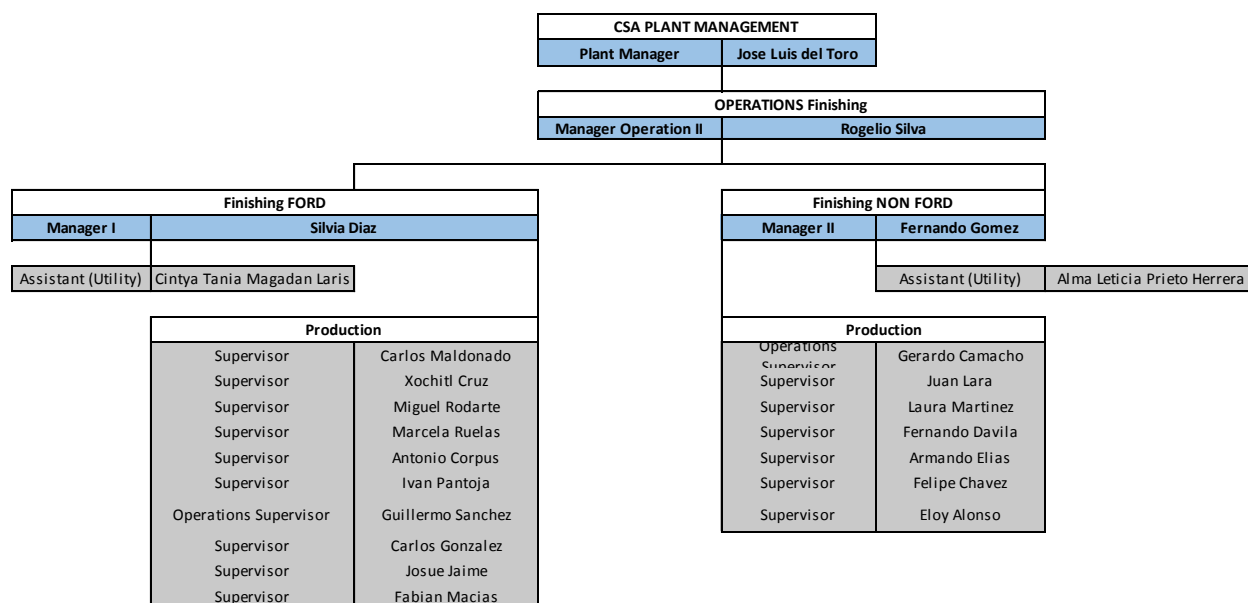 CSA PLANT MANAGEMENT
Plant Manager Jose Luis del Toro
OPERATIONS Finishing
Manager Operation II Rogelio Silva
Finishing FORD
Manager I Silvia Diaz
Assistant (Utility) Cintya Tania Magadan Laris
Production
Supervisor Carlos Maldonado
Supervisor Xochitl Cruz
Supervisor Miguel Rodarte
Supervisor Marcela Ruelas
Supervisor Antonio Corpus
Supervisor Ivan Pantoja
Operations Supervisor Guillermo Sanchez
Supervisor Carlos Gonzalez
Supervisor Josue Jaime
Supervisor Fabian Macias
Finishing NON FORD
Manager II Fernando Gomez
Assistant (Utility) Alma Leticia Prieto Herrera
Production
Operations Supervisor Gerardo Camacho
Supervisor Juan Lara
Supervisor Laura Martinez
Supervisor Fernando Davila
Supervisor Armando Elias
Supervisor Felipe Chavez
Supervisor Eloy Alonso